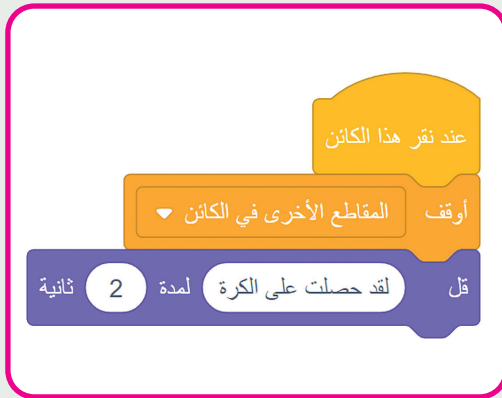 عند نقر هذا الكائن
أوقف المقاطع الأخرى في الكائن
قل لقد حصلت على الكرة لمدة 2 ثانية